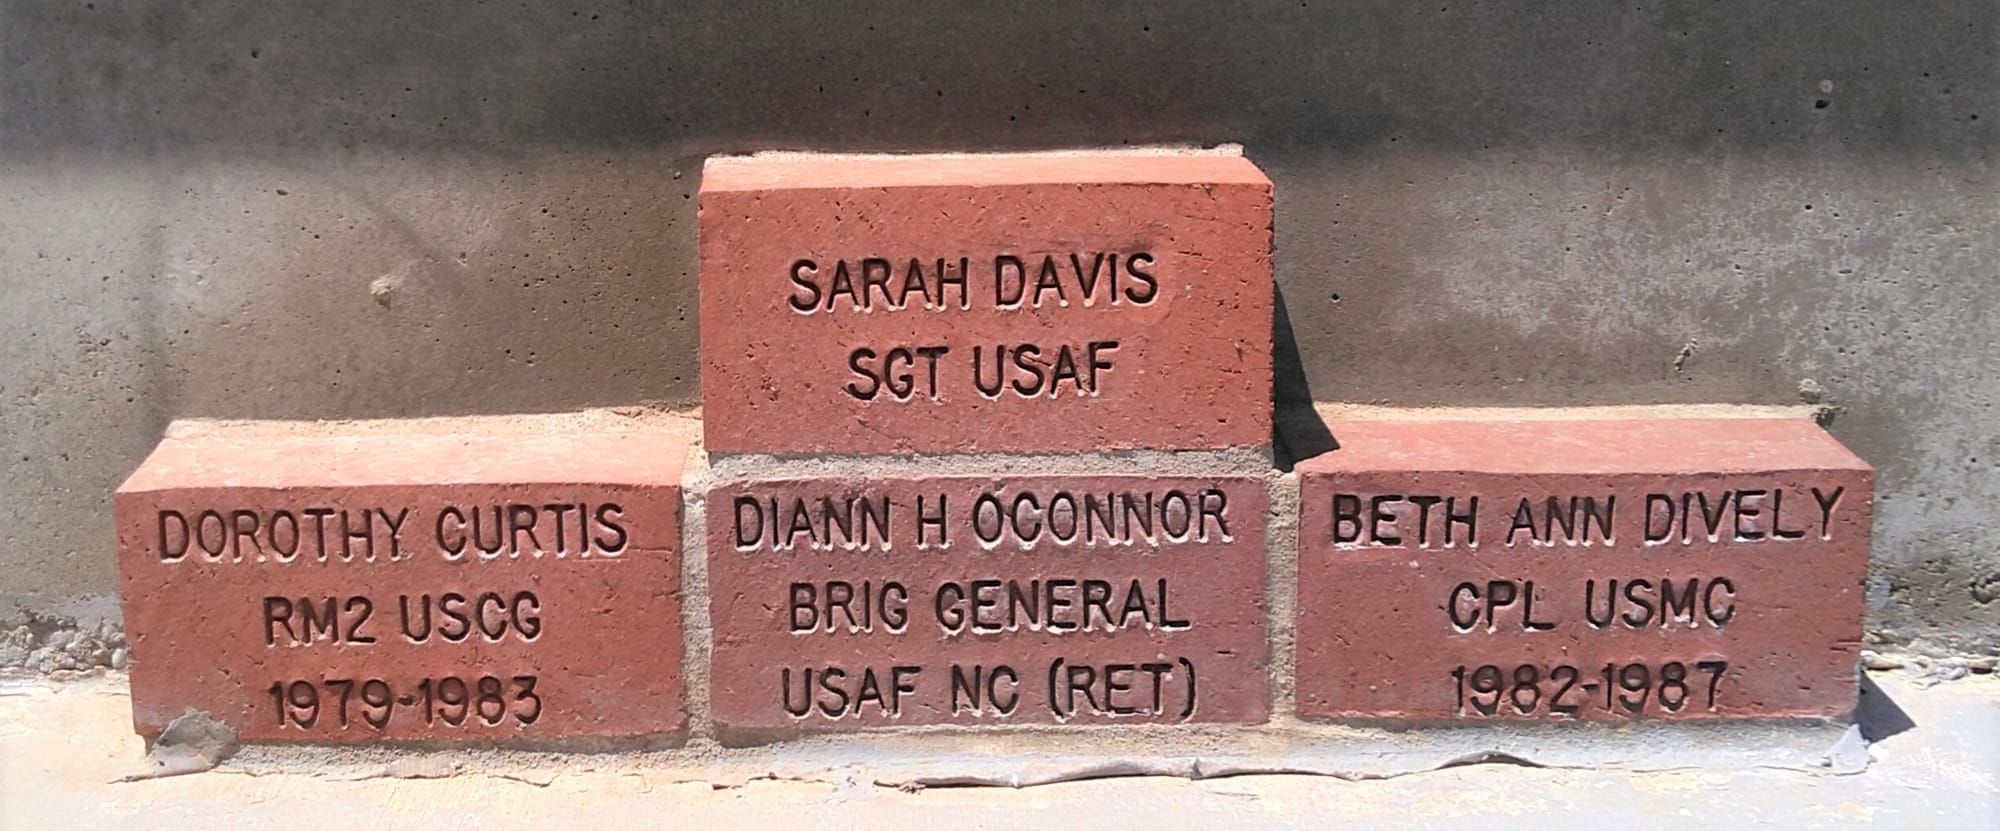 SARAH DAVIS
SGT USAF
DOROTHY CURTIS
RM2 USCG
1979-1983
DIANN H OCONNOR
BRIG GENERAL
USAF NC (RET)
BETH ANN DIVELY
CPL USMC
1982-1987